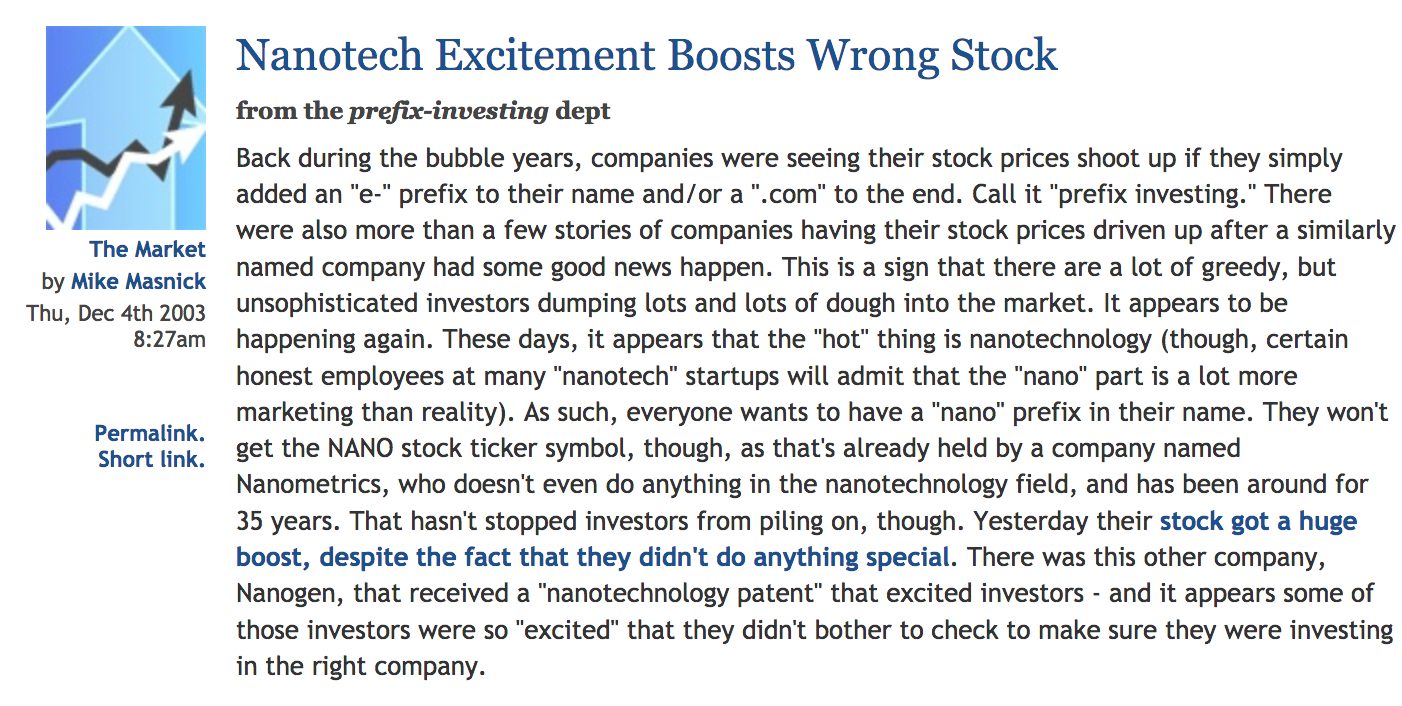 Nanotech Excitement Boosts Wrong Stock
from the prefix-investing dept
The Market
by Mike Masnick
Thu, Dec 4th 2003
8:27am
Permalink.
Short link.
Back during the bubble years, companies were seeing their stock prices shoot up if they simply
added an "e-" prefix to their name and/or a ".com" to the end. Call it "prefix investing." There
were also more than a few stories of companies having their stock prices driven up after a similarly
named company had some good news happen. This is a sign that there are a lot of greedy, but
unsophisticated investors dumping lots and lots of dough into the market. It appears to be
happening again. These days, it appears that the "hot" thing is nanotechnology (though, certain
honest employees at many "nanotech" startups will admit that the "nano" part is a lot more
marketing than reality). As such, everyone wants to have a "nano" prefix in their name. They won't
get the NANO stock ticker symbol, though, as that's already held by a company named
Nanometrics, who doesn't even do anything in the nanotechnology field, and has been around for
35 years. That hasn't stopped investors from piling on, though. Yesterday their stock got a huge
boost, despite the fact that they didn't do anything special. There was this other company,
Nanogen, that received a "nanotechnology patent" that excited investors - and it appears some of
those investors were so "excited" that they didn't bother to check to make sure they were investing
in the right company.